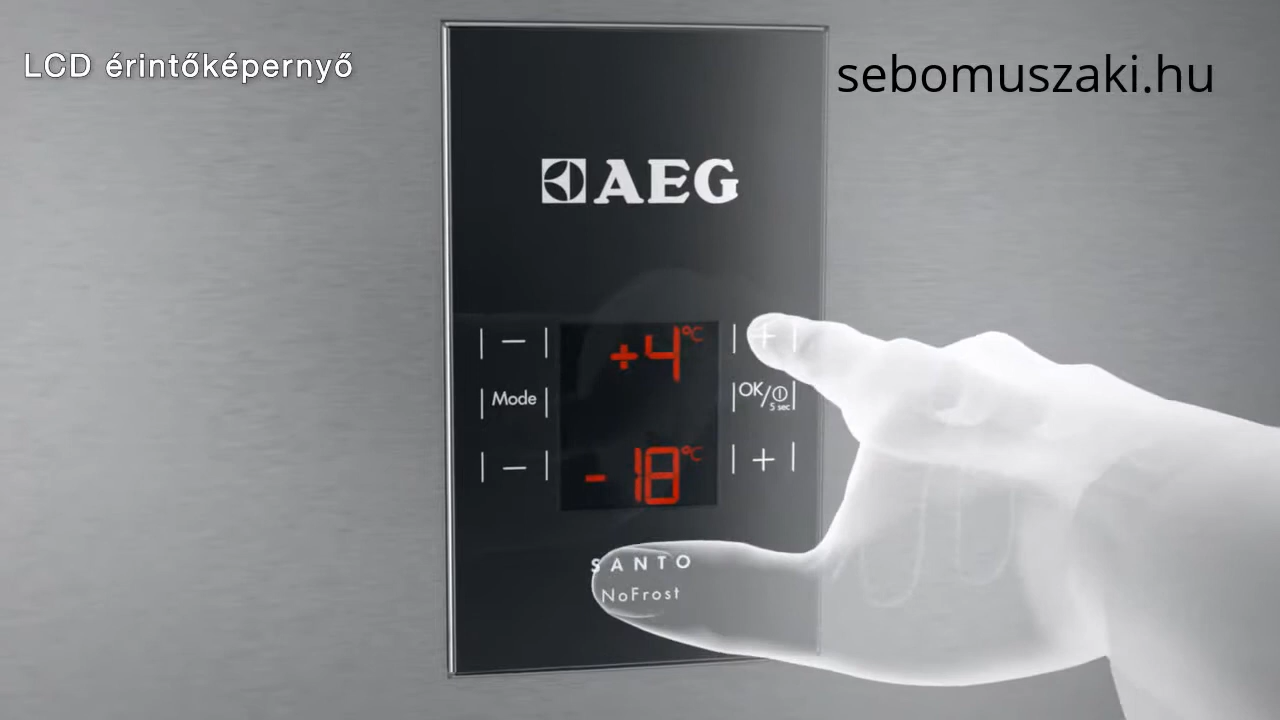 LCD érintőképernyő
sebomuszaki.hu
AEG
+4°C
Mode
OK/
5 sec
-18°C
SANTO
NoFrost